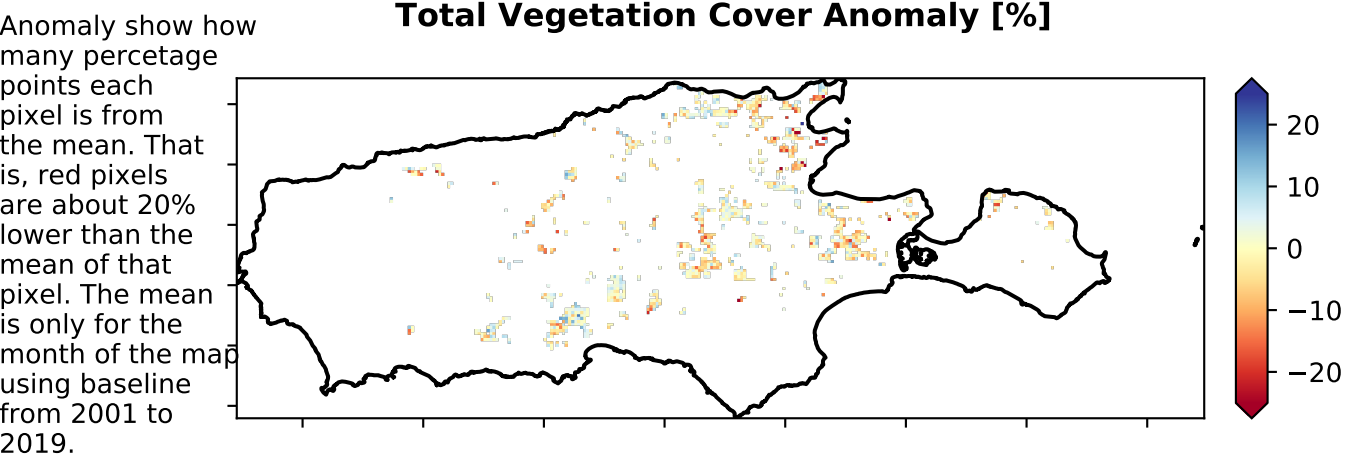 Total Vegetation Cover Anomaly [%]
Anomaly show how
many percetage
points each
pixel is from
the mean. That
is, red pixels
are about 20%
lower than the
mean of that
pixel. The mean
is only for the
month of the map
using baseline
from 2001 to
2019.
20
10
0
−10
−20